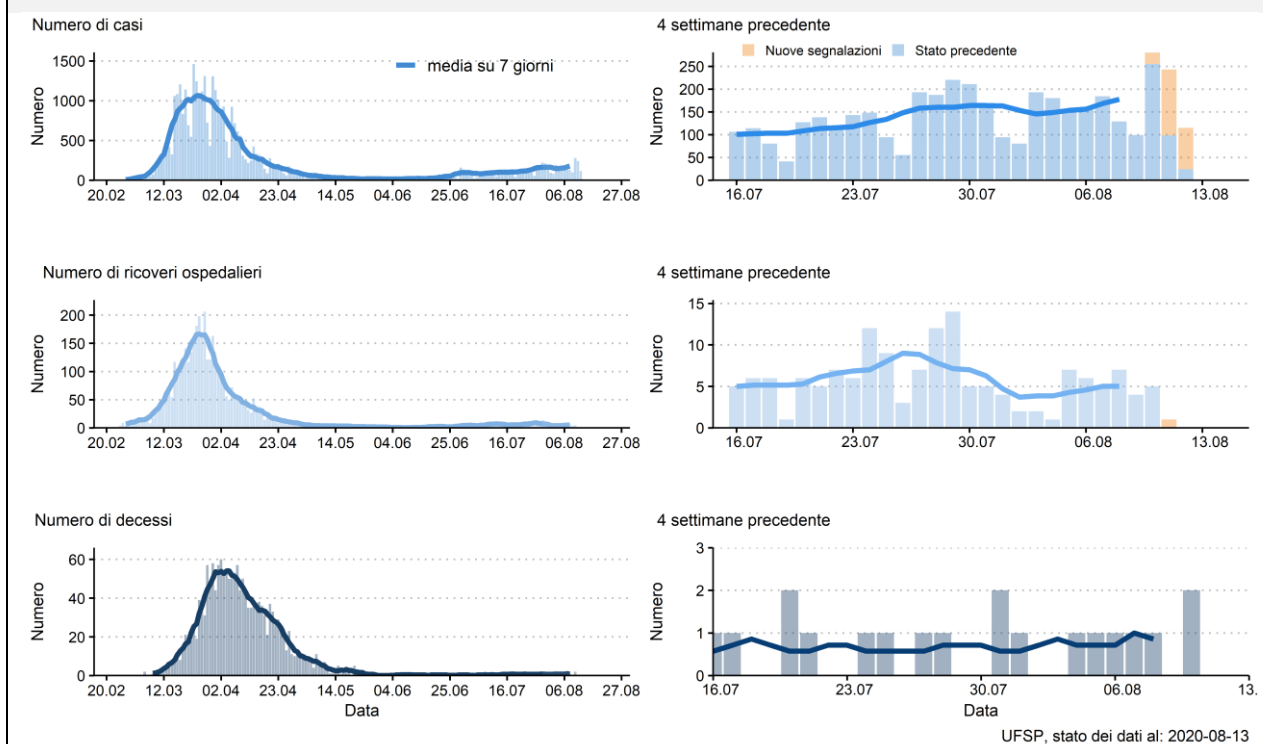 Numero di casi
Numero
1500
1000
500
0
media su 7 giorni
20.02 12.03 02.04 23.04 14.05 04.06 25.06 16.07 06.08 27.08
4 settimane precedente
Nuove segnalazioni Stato precedente
Numero
250
200
150
100
50
0
16.07 23.07 30.07 06.08 13.08
Numero di ricoveri ospedalieri
Numero
200
150
100
50
0
20.02 12.03 02.04 23.04 14.05 04.06 25.06 16.07 06.08 27.08
4 settimane precedente
Numero
15
10
5
0
16.07 23.07 30.07 06.08 13.08
Numero di decessi
Numero
60
40
20
0
20.02 12.03 02.04 23.04 14.05 04.06 25.06 16.07 06.08 27.08
Data
4 settimane precedente
Numero
3
2
1
0
16.07 23.07 30.07 06.08 13.
Data
UFSP, stato dei dati al: 2020-08-13